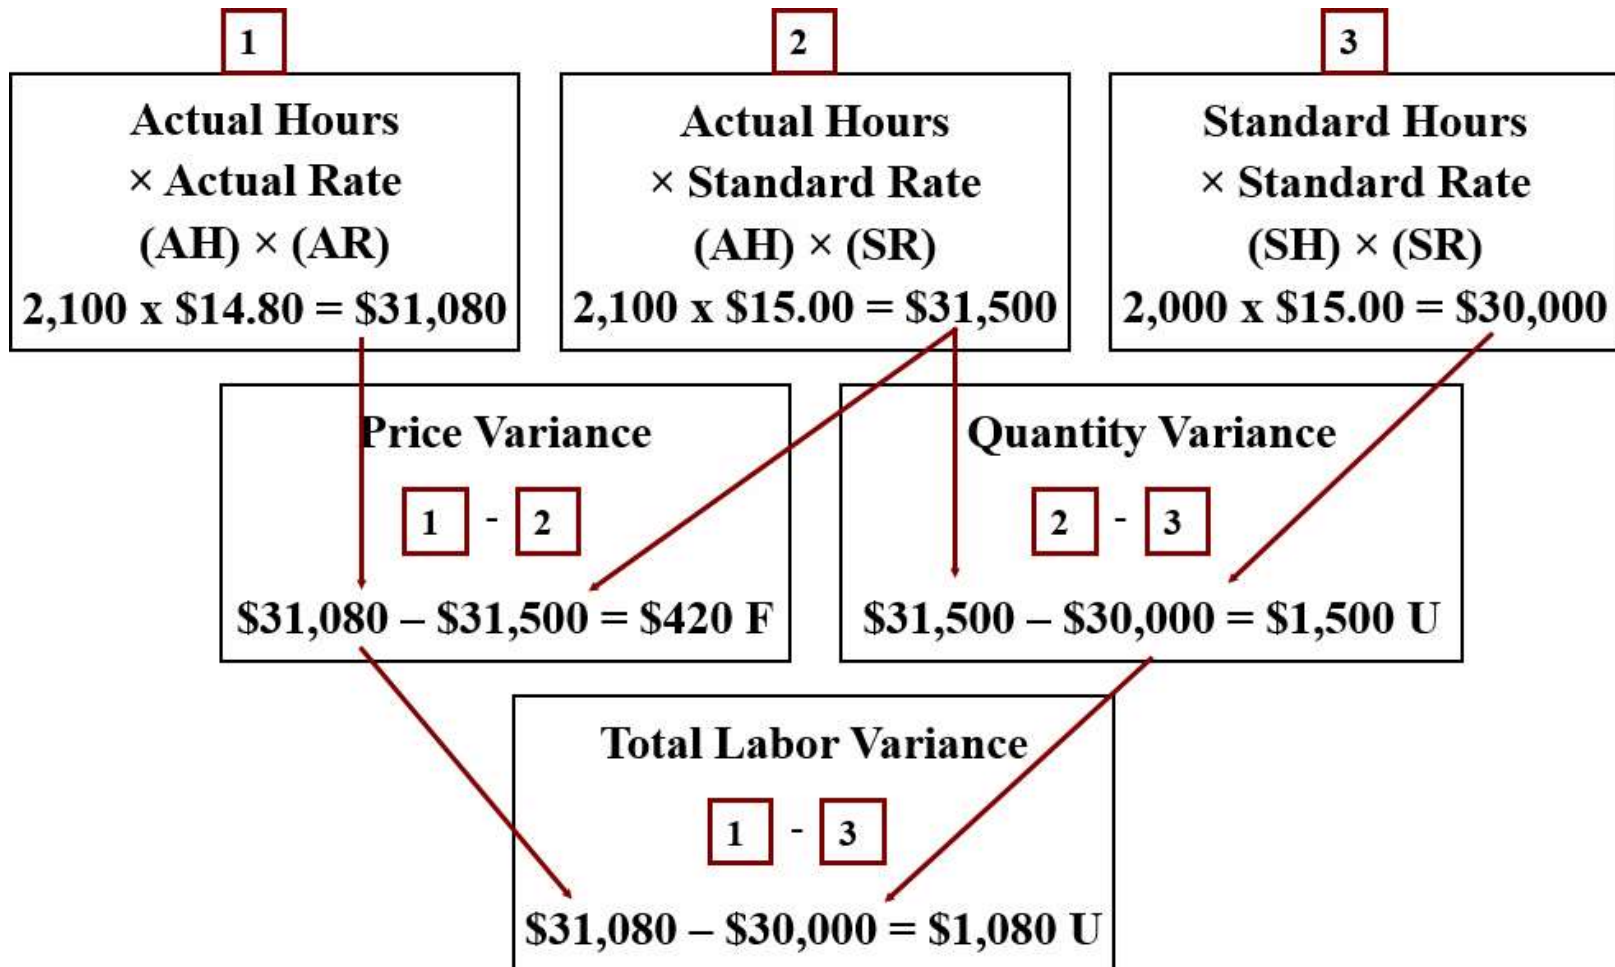 1
Actual Hours
× Actual Rate
(AH) × (AR)
2,100 x $14.80 = $31,080
2
Actual Hours
× Standard Rate
(AH) × (SR)
2,100 x $15.00 = $31,500
3
Standard Hours
× Standard Rate
(SH) × (SR)
2,000 x $15.00 = $30,000
Price Variance
1 - 2
$31,080 – $31,500 = $420 F
Quantity Variance
2 - 3
$31,500 – $30,000 = $1,500 U
Total Labor Variance
1 - 3
$31,080 – $30,000 = $1,080 U